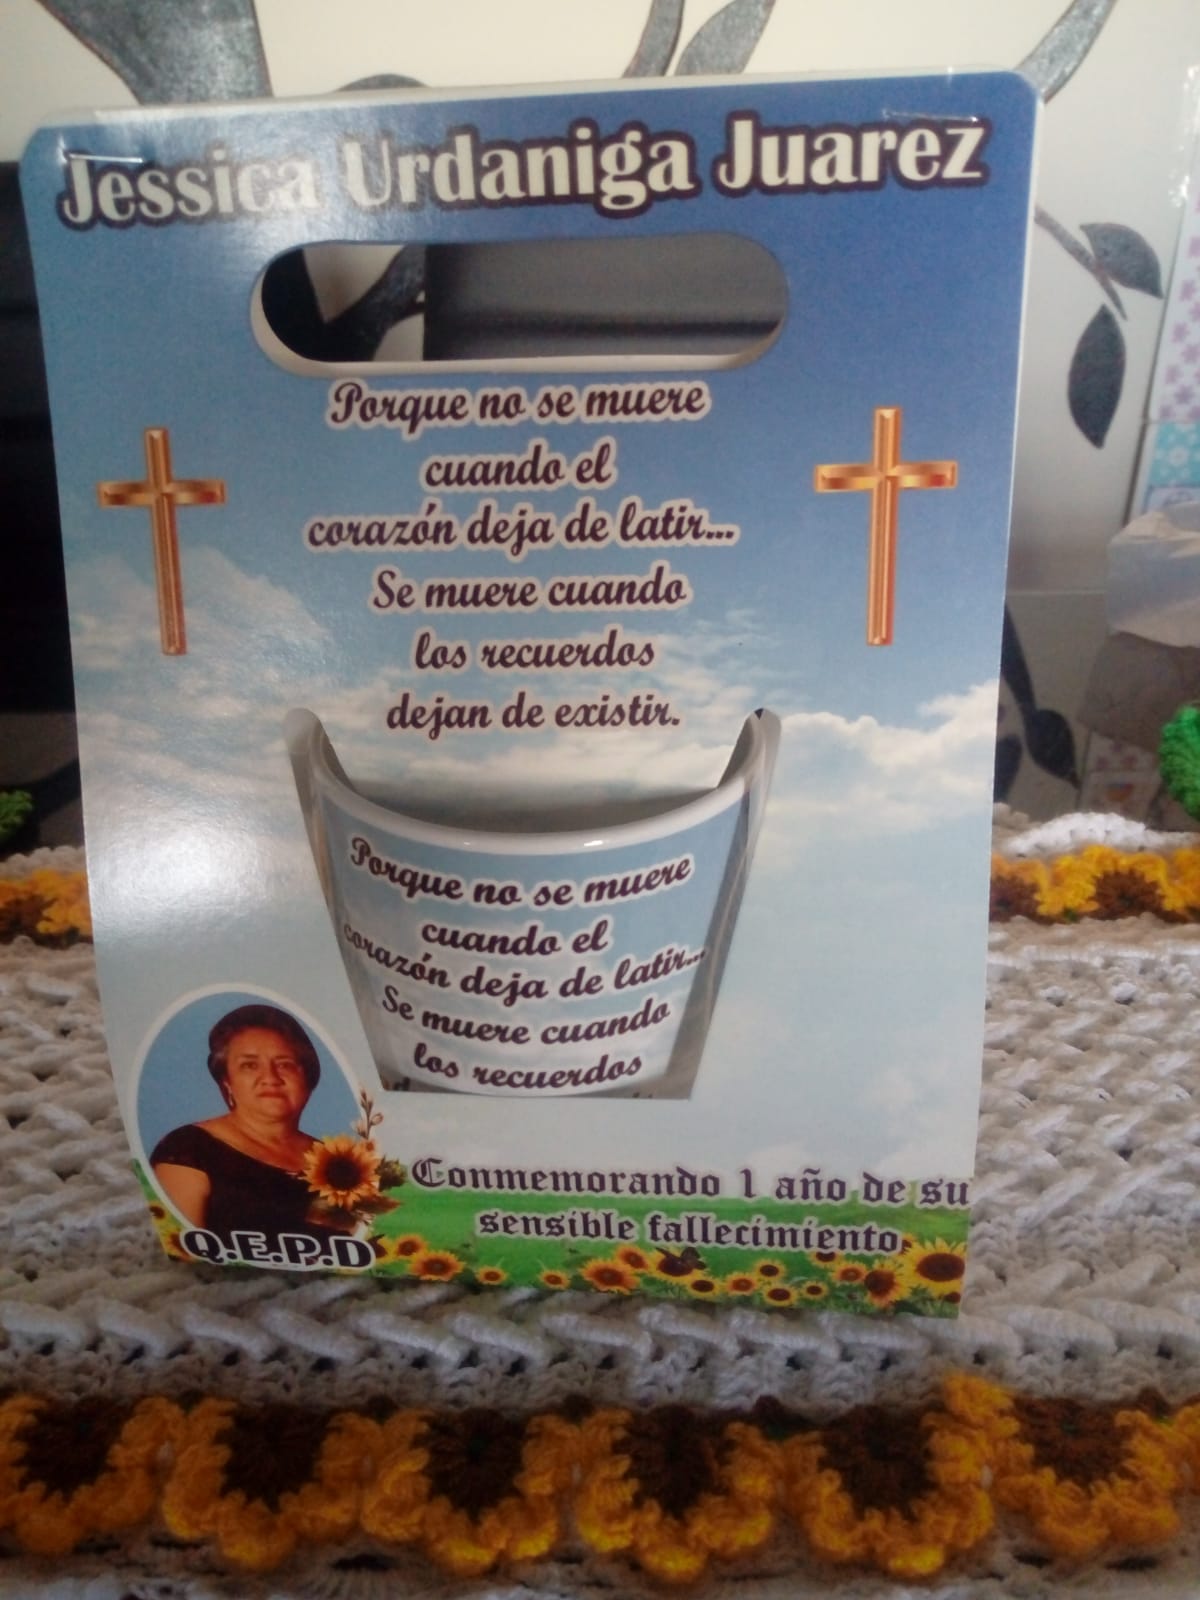 Jessica Urdaniga Juarez
Porque no se muere
cuando el
corazón deja de latir...
Se muere cuando
los recuerdos
dejan de existir.
Porque no se muere
cuando el
corazón deja de latir...
Se muere cuando
los recuerdos
Conmemorando 1 año de su
sensible fallecimiento
Q.E.P.D